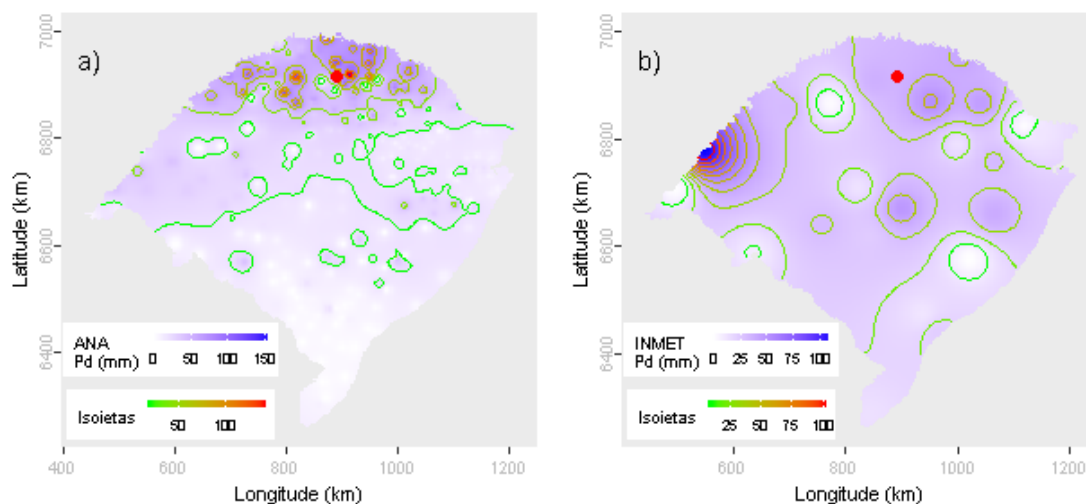 a)
7000
6800
6600
6400
Latitude (km)
ANA
Pd (mm) 0 50 100 150
Isoietas 50 100
400 600 800 1000 1200
Longitude (km)
b)
7000
6800
6600
6400
Latitude (km)
INMET
Pd (mm) 0 25 50 75 100
Isoietas 25 50 75 100
600 800 1000 1200
Longitude (km)